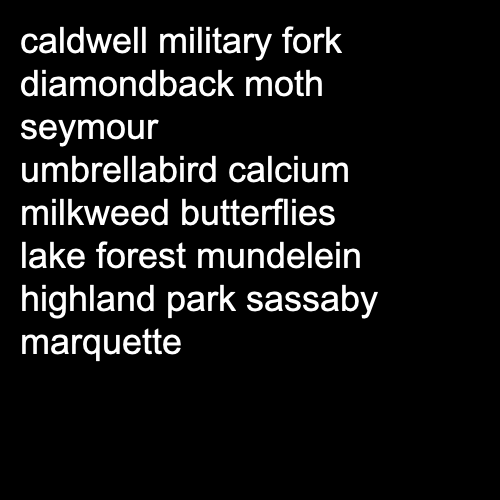 caldwell military fork
diamondback moth
seymour
umbrellabird calcium
milkweed butterflies
lake forest mundelein
highland park sassaby
marquette